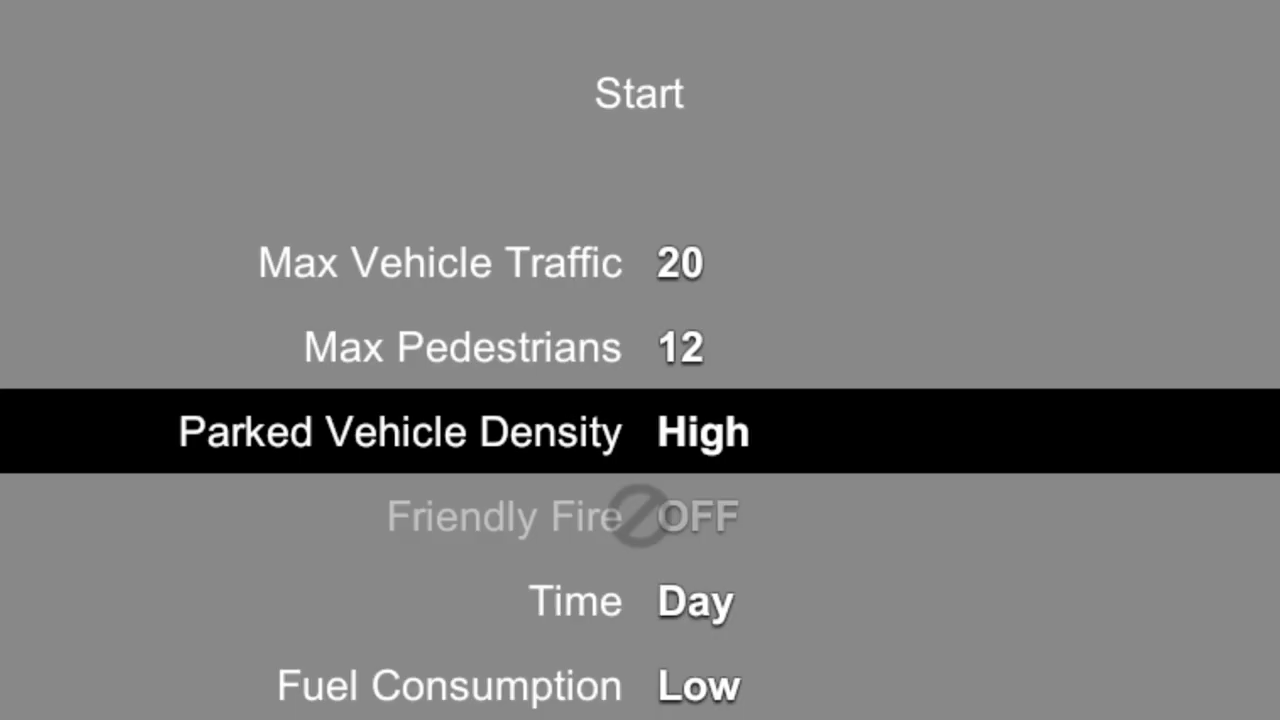 Start
Max Vehicle Traffic 20
Max Pedestrians 12
Parked Vehicle Density High
Friendly Fire OFF
Time Day
Fuel Consumption Low